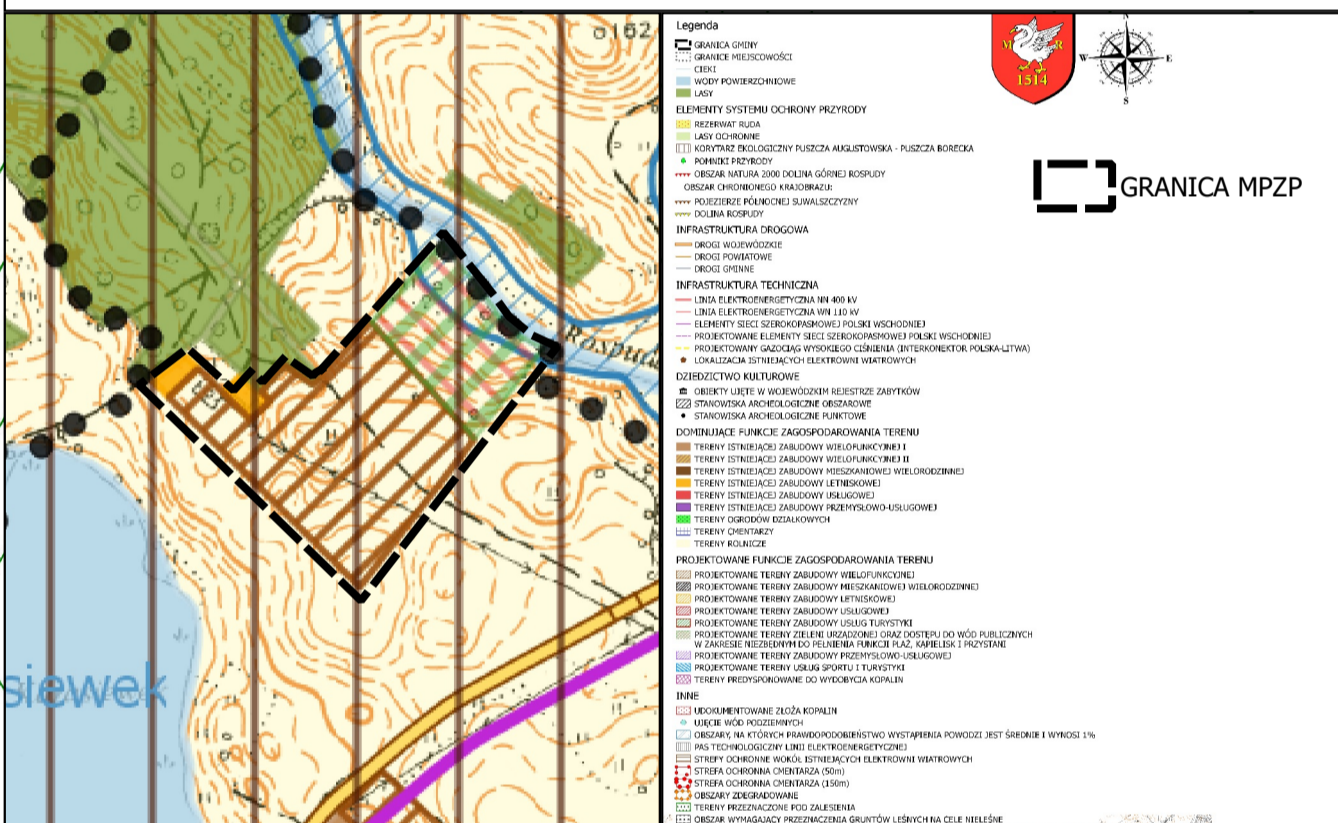 162
Rospuda
siewek
Legenda
GRANICA GMINY
GRANICE MIEJSCOWOŚCI
CIEKI
WODY POWIERZCHNIOWE
LASY
ELEMENTY SYSTEMU OCHRONY PRZYRODY
REZERWAT RUDA
LASY OCHRONNE
KORYTARZ EKOLOGICZNY PUSZCZA AUGUSTOWSKA - PUSZCZA BORECKA
POMNIKI PRZYRODY
OBSZAR NATURA 2000 DOLINA GÓRNEJ ROSPUDY
OBSZAR CHRONIONEGO KRAJOBRAZU:
POJEZIERZE PÓŁNOCNEJ SUWALSZCZYZNY
DOLINA ROSPUDY
INFRASTRUKTURA DROGOWA
DROGI WOJEWÓDZKIE
DROGI POWIATOWE
DROGI GMINNE
INFRASTRUKTURA TECHNICZNA
LINIA ELEKTROENERGETYCZNA NN 400 kV
LINIA ELEKTROENERGETYCZNA WN 110 kV
ELEMENTY SIECI SZEROKOPASMOWEJ POLSKI WSCHODNIEJ
PROJEKTOWANE ELEMENTY SIECI SZEROKOPASMOWEJ POLSKI WSCHODNIEJ
PROJEKTOWANY GAZOCIĄG WYSOKIEGO CIŚNIENIA (INTERKONEKTOR POLSKA-LITWA)
LOKALIZACJA ISTNIEJĄCYCH ELEKTROWNI WIATROWYCH
DZIEDZICTWO KULTUROWE
OBIEKTY UJĘTE W WOJEWÓDZKIM REJESTRZE ZABYTKÓW
STANOWISKA ARCHEOLOGICZNE OBSZAROWE
STANOWISKA ARCHEOLOGICZNE PUNKTOWE
DOMINUJĄCE FUNKCJE ZAGOSPODAROWANIA TERENU
TERENY ISTNIEJĄCEJ ZABUDOWY WIELOFUNKCYJNEJ I
TERENY ISTNIEJĄCEJ ZABUDOWY WIELOFUNKCYJNEJ II
TERENY ISTNIEJĄCEJ ZABUDOWY MIESZKANIOWEJ WIELORODZINNEJ
TERENY ISTNIEJĄCEJ ZABUDOWY LETNISKOWEJ
TERENY ISTNIEJĄCEJ ZABUDOWY USŁUGOWEJ
TERENY ISTNIEJĄCEJ ZABUDOWY PRZEMYSŁOWO-USŁUGOWEJ
TERENY OGRODÓW DZIAŁKOWYCH
TERENY CMENTARZY
TERENY ROLNICZE
PROJEKTOWANE FUNKCJE ZAGOSPODAROWANIA TERENU
PROJEKTOWANE TERENY ZABUDOWY WIELOFUNKCYJNEJ
PROJEKTOWANE TERENY ZABUDOWY MIESZKANIOWEJ WIELORODZINNEJ
PROJEKTOWANE TERENY ZABUDOWY LETNISKOWEJ
PROJEKTOWANE TERENY ZABUDOWY USŁUGOWEJ
PROJEKTOWANE TERENY ZABUDOWY USŁUG TURYSTYKI
PROJEKTOWANE TERENY ZIELENI URZĄDZONEJ ORAZ DOSTĘPU DO WÓD PUBLICZNYCH
W ZAKRESIE NIEZBĘDNYM DO PEŁNIENIA FUNKCJI PLAŻ, KĄPIELISK I PRZYSTANI
PROJEKTOWANE TERENY ZABUDOWY PRZEMYSŁOWO-USŁUGOWEJ
PROJEKTOWANE TERENY USŁUG SPORTU I TURYSTYKI
TERENY PREDYSPONOWANE DO WYDOBYCIA KOPALIN
INNE
UDOKUMENTOWANE ZŁOŻA KOPALIN
UJĘCIE WÓD PODZIEMNYCH
OBSZARY, NA KTÓRYCH PRAWDOPODOBIEŃSTWO WYSTĄPIENIA POWODZI JEST ŚREDNIE I WYNOSI 1%
PAS TECHNOLOGICZNY LINII ELEKTROENERGETYCZNEJ
STREFY OCHRONNE WOKÓŁ ISTNIEJĄCYCH ELEKTROWNI WIATROWYCH
STREFA OCHRONNA CMENTARZA (50m)
STREFA OCHRONNA CMENTARZA (150m)
OBSZARY ZDEGRADOWANE
TERENY PRZEZNACZONE POD ZALESIENIA
OBSZAR WYMAGAJĄCY PRZEZNACZENIA GRUNTÓW LEŚNYCH NA CELE NIELEŚNE
M R
1514
W E
S
GRANICA MPZP